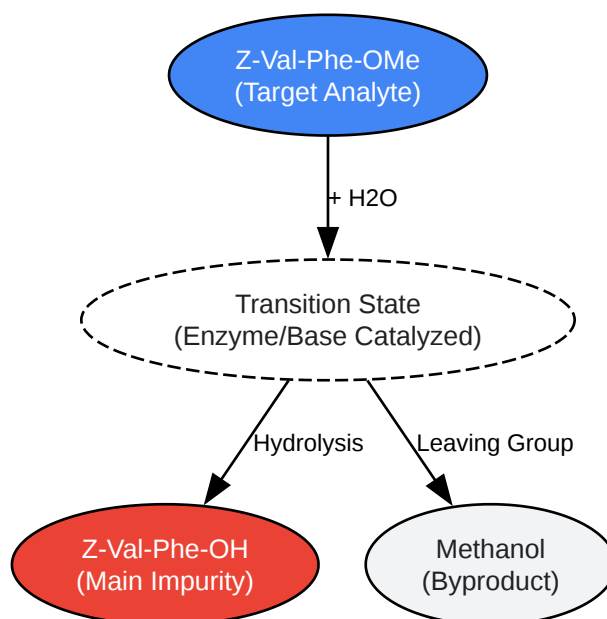 Z-Val-Phe-OMe
(Target Analyte)
+ H2O
Transition State
(Enzyme/Base Catalyzed)
Hydrolysis
Leaving Group
Z-Val-Phe-OH
(Main Impurity)
Methanol
(Byproduct)